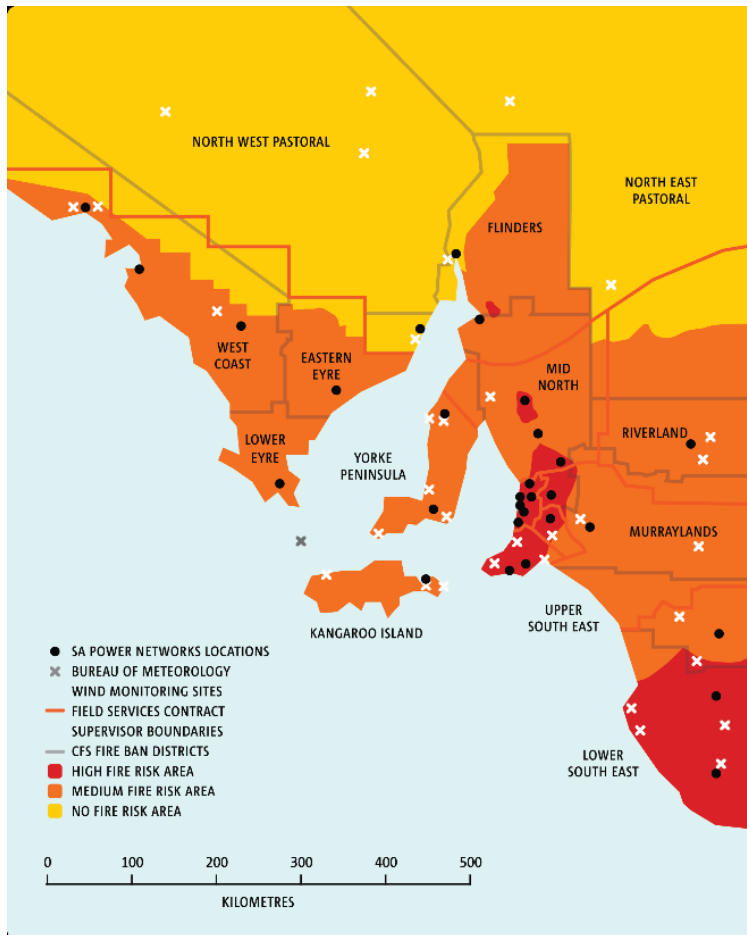 NORTH WEST PASTORAL
NORTH EAST
PASTORAL
FLINDERS
WEST
COAST
EASTERN
EYRE
MID
NORTH
LOWER
EYRE
YORKE
PENINSULA
RIVERLAND
MURRAYLANDS
UPPER
SOUTH EAST
KANGAROO ISLAND
LOWER
SOUTH EAST
SA POWER NETWORKS LOCATIONS
BUREAU OF METEOROLOGY
WIND MONITORING SITES
FIELD SERVICES CONTRACT
SUPERVISOR BOUNDARIES
CFS FIRE BAN DISTRICTS
HIGH FIRE RISK AREA
MEDIUM FIRE RISK AREA
NO FIRE RISK AREA
0 100 200 300 400 500
KILOMETRES